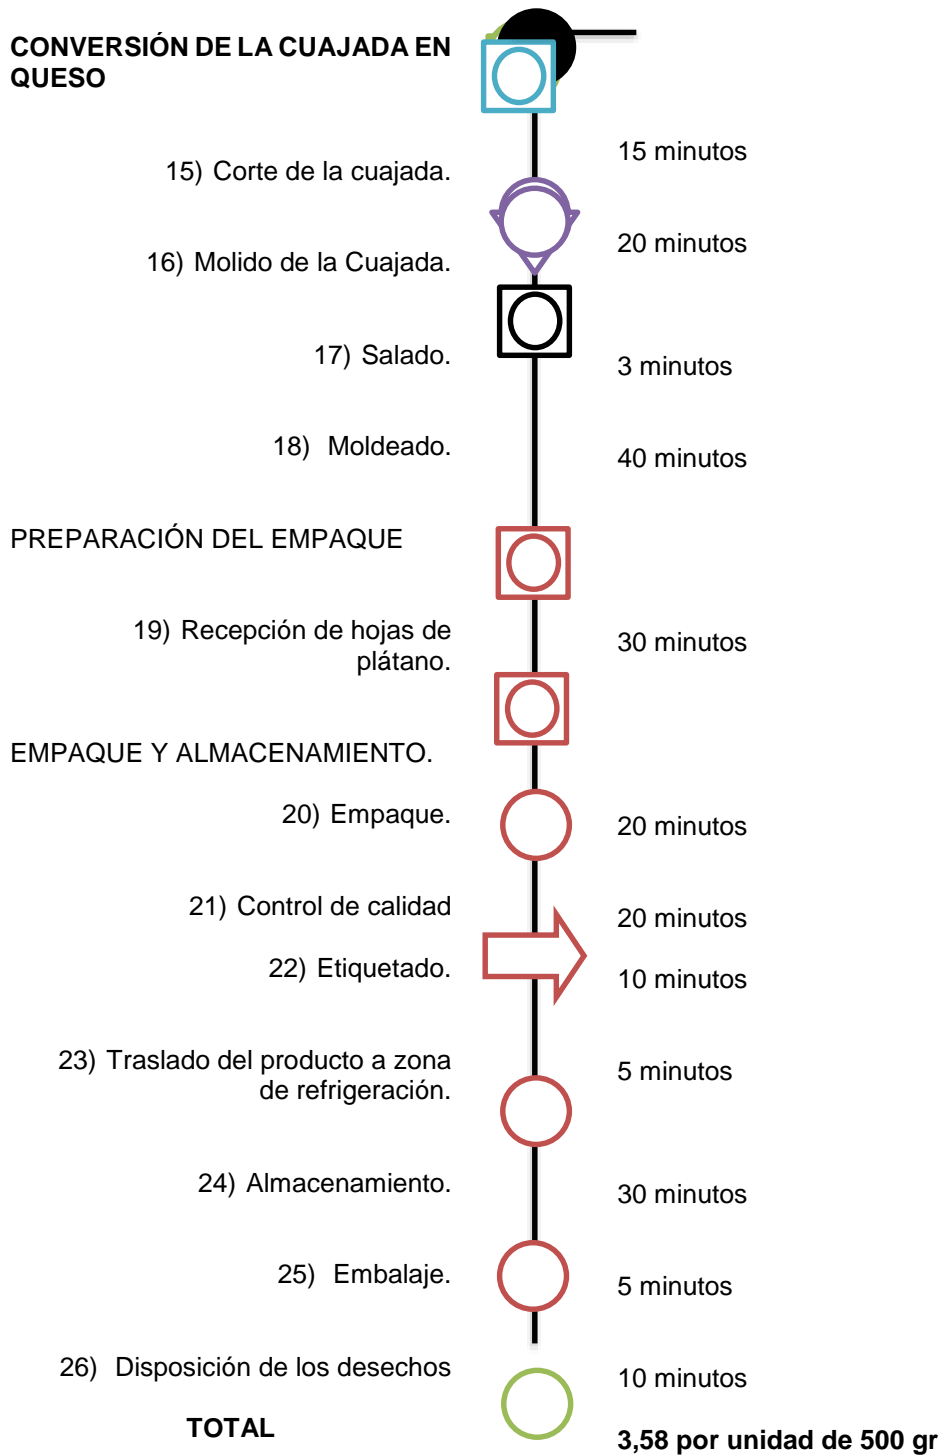 CONVERSIÓN DE LA CUAJADA EN
QUESO
15) Corte de la cuajada.
15 minutos
16) Molido de la Cuajada.
20 minutos
17) Salado.
3 minutos
18) Moldeado.
40 minutos
PREPARACIÓN DEL EMPAQUE
19) Recepción de hojas de
plátano.
30 minutos
EMPAQUE Y ALMACENAMIENTO.
20) Empaque.
20 minutos
21) Control de calidad
20 minutos
22) Etiquetado.
10 minutos
23) Traslado del producto a zona
de refrigeración.
5 minutos
24) Almacenamiento.
30 minutos
25) Embalaje.
5 minutos
26) Disposición de los desechos
10 minutos
TOTAL
3,58 por unidad de 500 gr